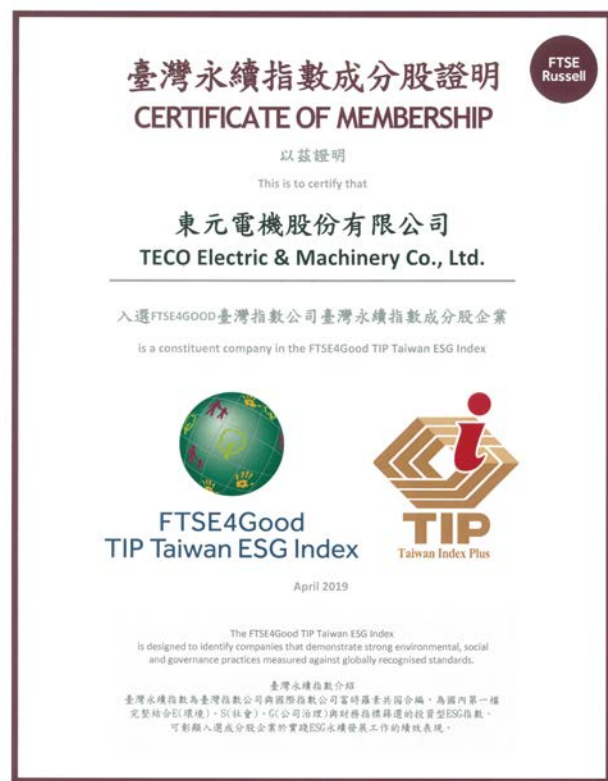 臺灣永續指數成分股證明
FTSE
Russell
CERTIFICATE OF MEMBERSHIP
以茲證明
This is to certify that
東元電機股份有限公司
TECO Electric & Machinery Co., Ltd.
入選FTSE4GOOD臺灣指數公司臺灣永續指數成分股企業
is a constituent company in the FTSE4Good TIP Taiwan ESG Index
FTSE4Good
TIP Taiwan ESG Index
i
TIP
Taiwan Index Plus
April 2019
The FTSE4Good TIP Taiwan ESG Index
is designed to identify companies that demonstrate strong environmental, social
and governance practices measured against globally recognised standards.
臺灣永續指數介紹
臺灣永續指數為臺灣指數公司與國際指數公司富時羅素共同合編，為國內第一檔
完整結合E(環境)、S(社會)、G(公司治理)與財務指標篩選的投資型ESG指數，
可彰顯入選成分股企業於實踐ESG永續發展工作的績效表現。